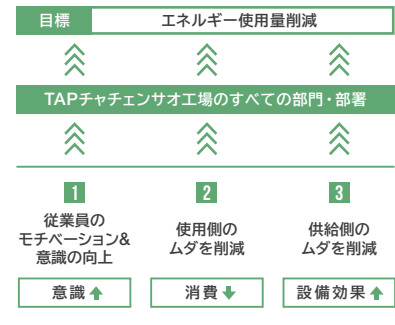 目標 エネルギー使用量削減
TAPチャチェンサオ工場のすべての部門・部署
1 2 3
従業員の
モチベーション&
意識の向上
使用側の
ムダを削減
供給側の
ムダを削減
意識 消費 設備効果